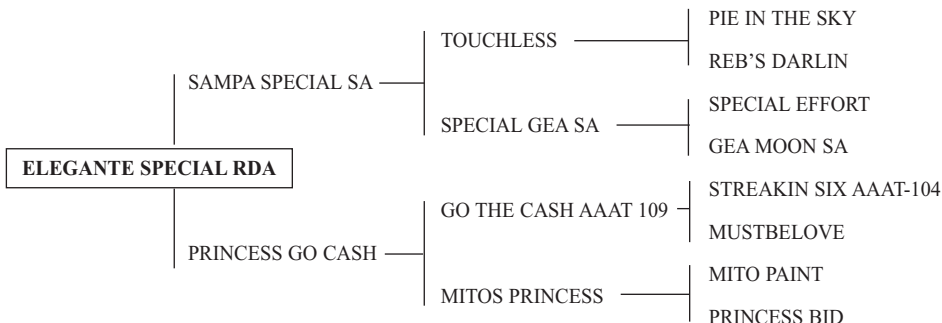 PIE IN THE SKY
TOUCHLESS
REB'S DARLIN
SAMPA SPECIAL SA
SPECIAL EFFORT
SPECIAL GEA SA
GEA MOON SA
ELEGANTE SPECIAL RDA
STREAKIN SIX AAAT-104
GO THE CASH AAAT 109
MUSTBELOVE
PRINCESS GO CASH
MITO PAINT
MITOS PRINCESS
PRINCESS BID